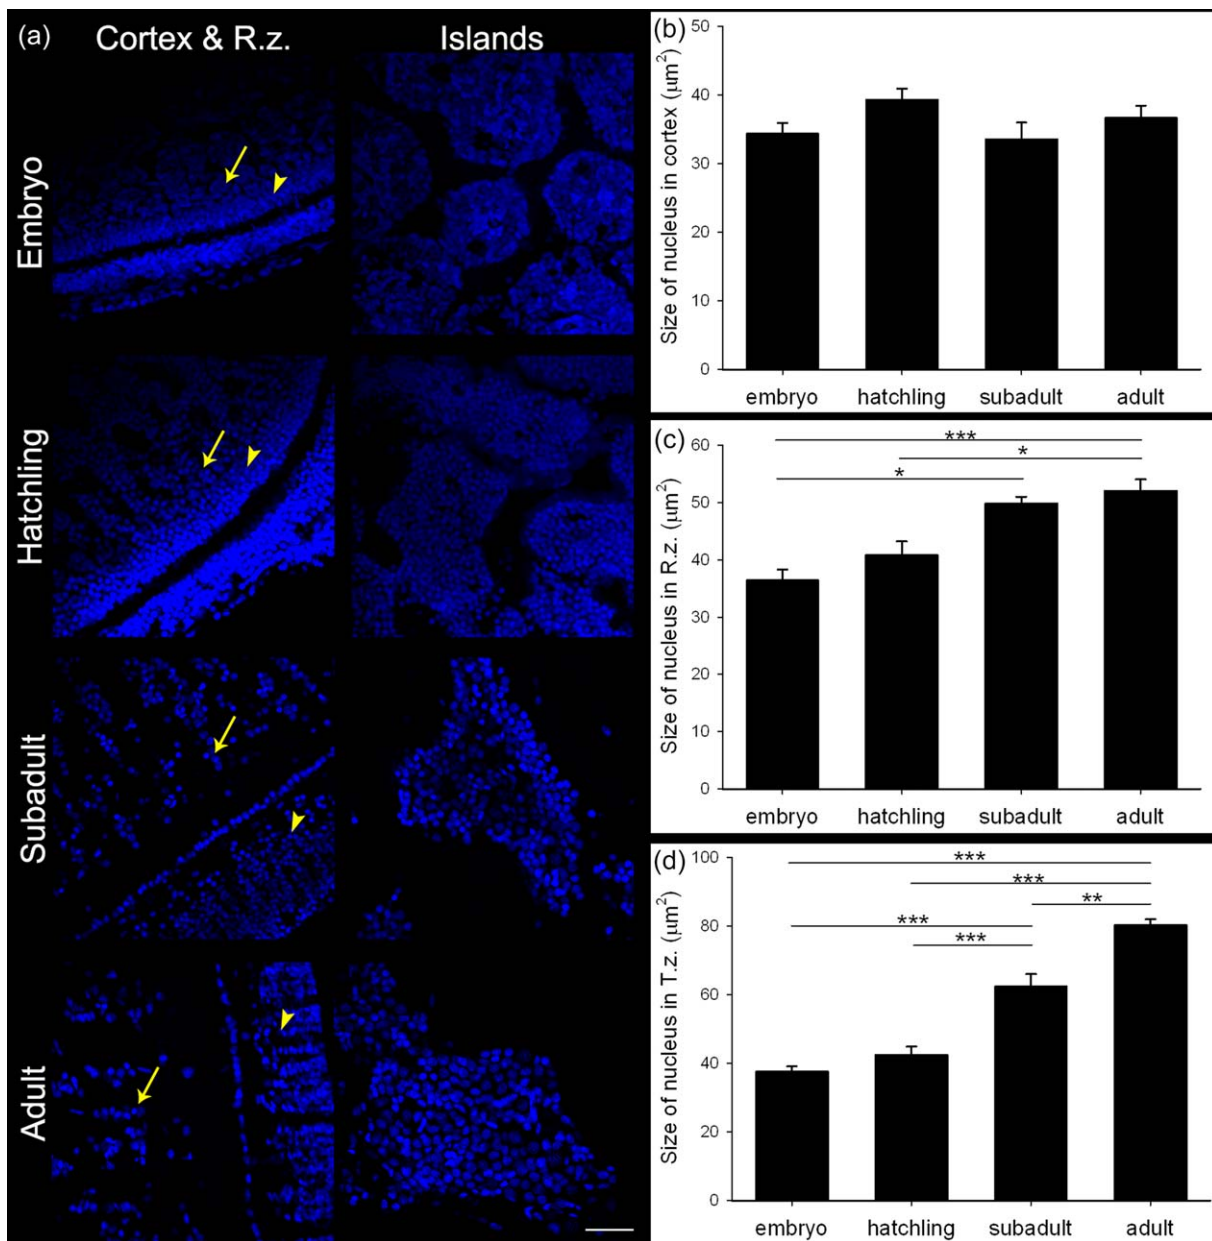 (a)
Cortex & R.z.
Islands
Embryo
Hatchling
Subadult
Adult
(b)
Size of nucleus in cortex (μm²)
50
40
30
20
10
0
embryo
hatchling
subadult
adult
(c)
Size of nucleus in R.z. (μm²)
60
50
40
30
20
10
0
***
*
*
embryo
hatchling
subadult
adult
(d)
Size of nucleus in T.z. (μm²)
100
80
60
40
20
0
***
***
**
***
***
embryo
hatchling
subadult
adult